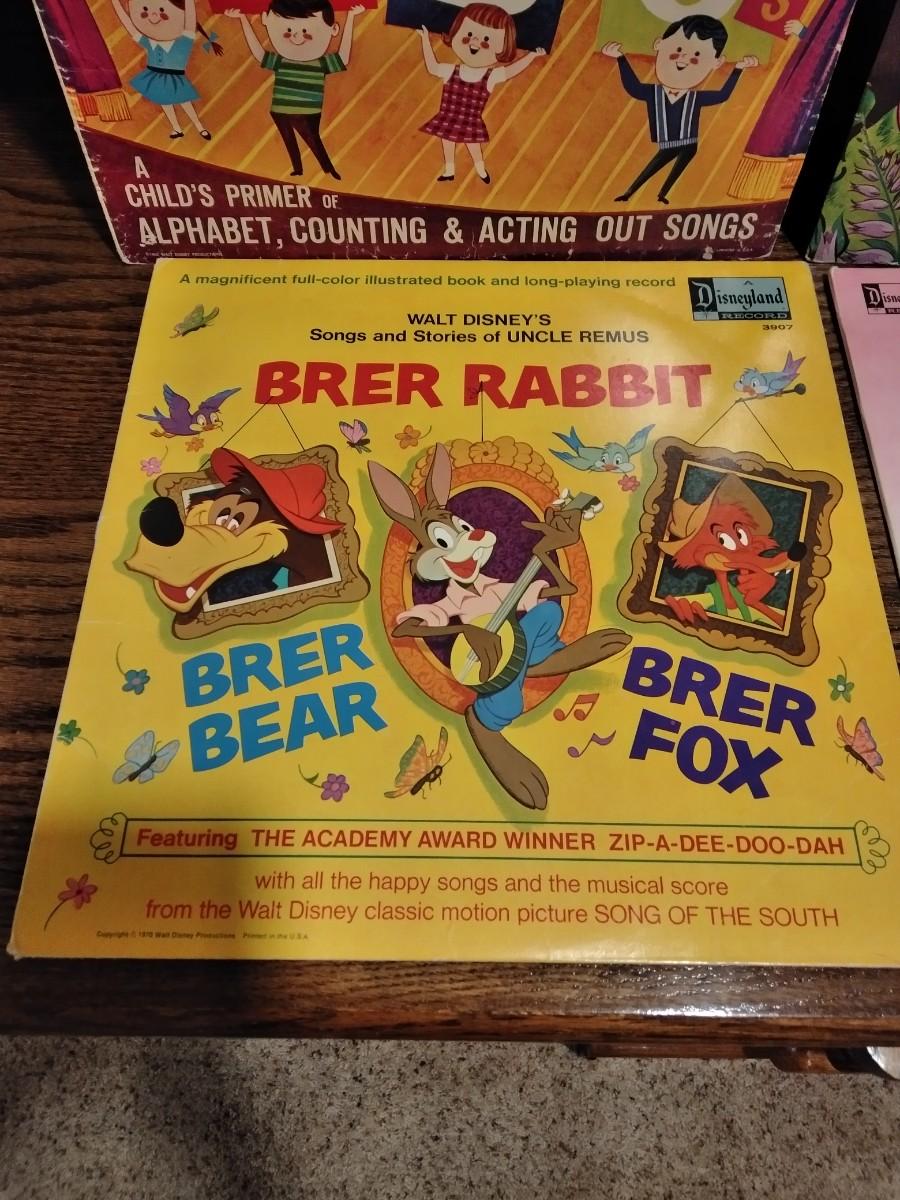 S
A
CHILD'S PRIMER OF
ALPHABET, COUNTING & ACTING OUT SONGS
A magnificent full-color illustrated book and long-playing record
Disneyland
RECORD
3907
WALT DISNEY'S
Songs and Stories of UNCLE REMUS
BRER RABBIT
BRER
BEAR
BRER
FOX
Featuring THE ACADEMY AWARD WINNER ZIP-A-DEE-DOO-DAH
with all the happy songs and the musical score
from the Walt Disney classic motion picture SONG OF THE SOUTH
Copyright © 1970 Walt Disney Productions Printed in the U.S.A.